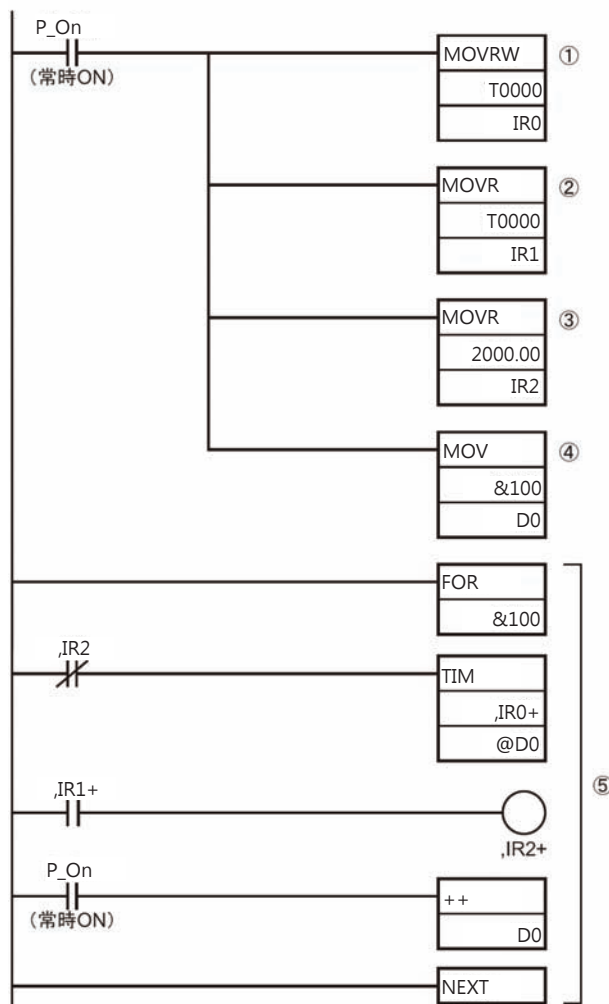 P_On
(常時ON)
MOVRW
①
T0000
IR0
MOVR
②
T0000
IR1
MOVR
③
2000.00
IR2
MOV
④
&100
D0
FOR
&100
,IR2
TIM
,IR0+
@D0
⑤
,IR1+
,IR2+
P_On
(常時ON)
++
D0
NEXT